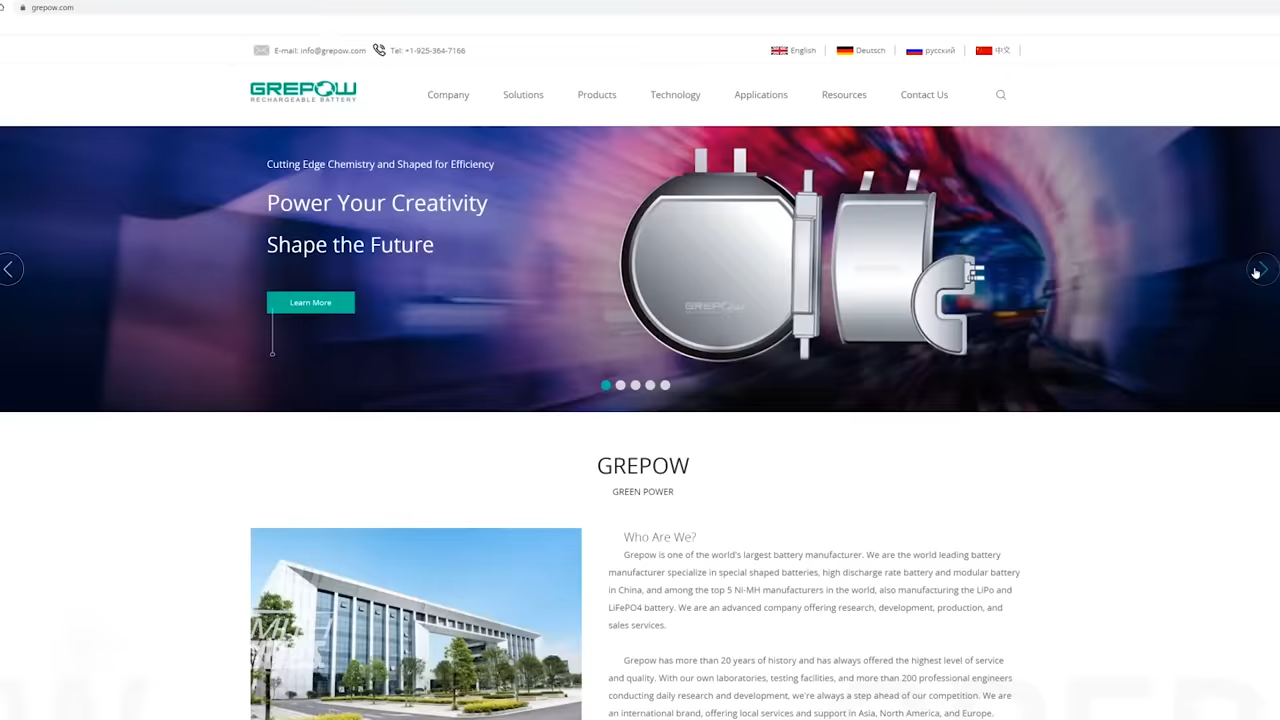 grepow.com
E-mail: info@grepow.com Tel: +1-925-364-7166 English Deutsch русский 中文
GREPOW
RECHARGEABLE BATTERY
Company Solutions Products Technology Applications Resources Contact Us
Cutting Edge Chemistry and Shaped for Efficiency
Power Your Creativity
Shape the Future
Learn More
GREPOW
GREPOW
GREEN POWER
Who Are We?
Grepow is one of the world's largest battery manufacturer. We are the world leading battery
manufacturer specialize in special shaped batteries, high discharge rate battery and modular battery
in China, and among the top 5 Ni-MH manufacturers in the world, also manufacturing the LiPo and
LiFePO4 battery. We are an advanced company offering research, development, production, and
sales services.
Grepow has more than 20 years of history and has always offered the highest level of service
and quality. With our own laboratories, testing facilities, and more than 200 professional engineers
conducting daily research and development, we're always a step ahead of our competition. We are
an international brand, offering local services and support in Asia, North America, and Europe.